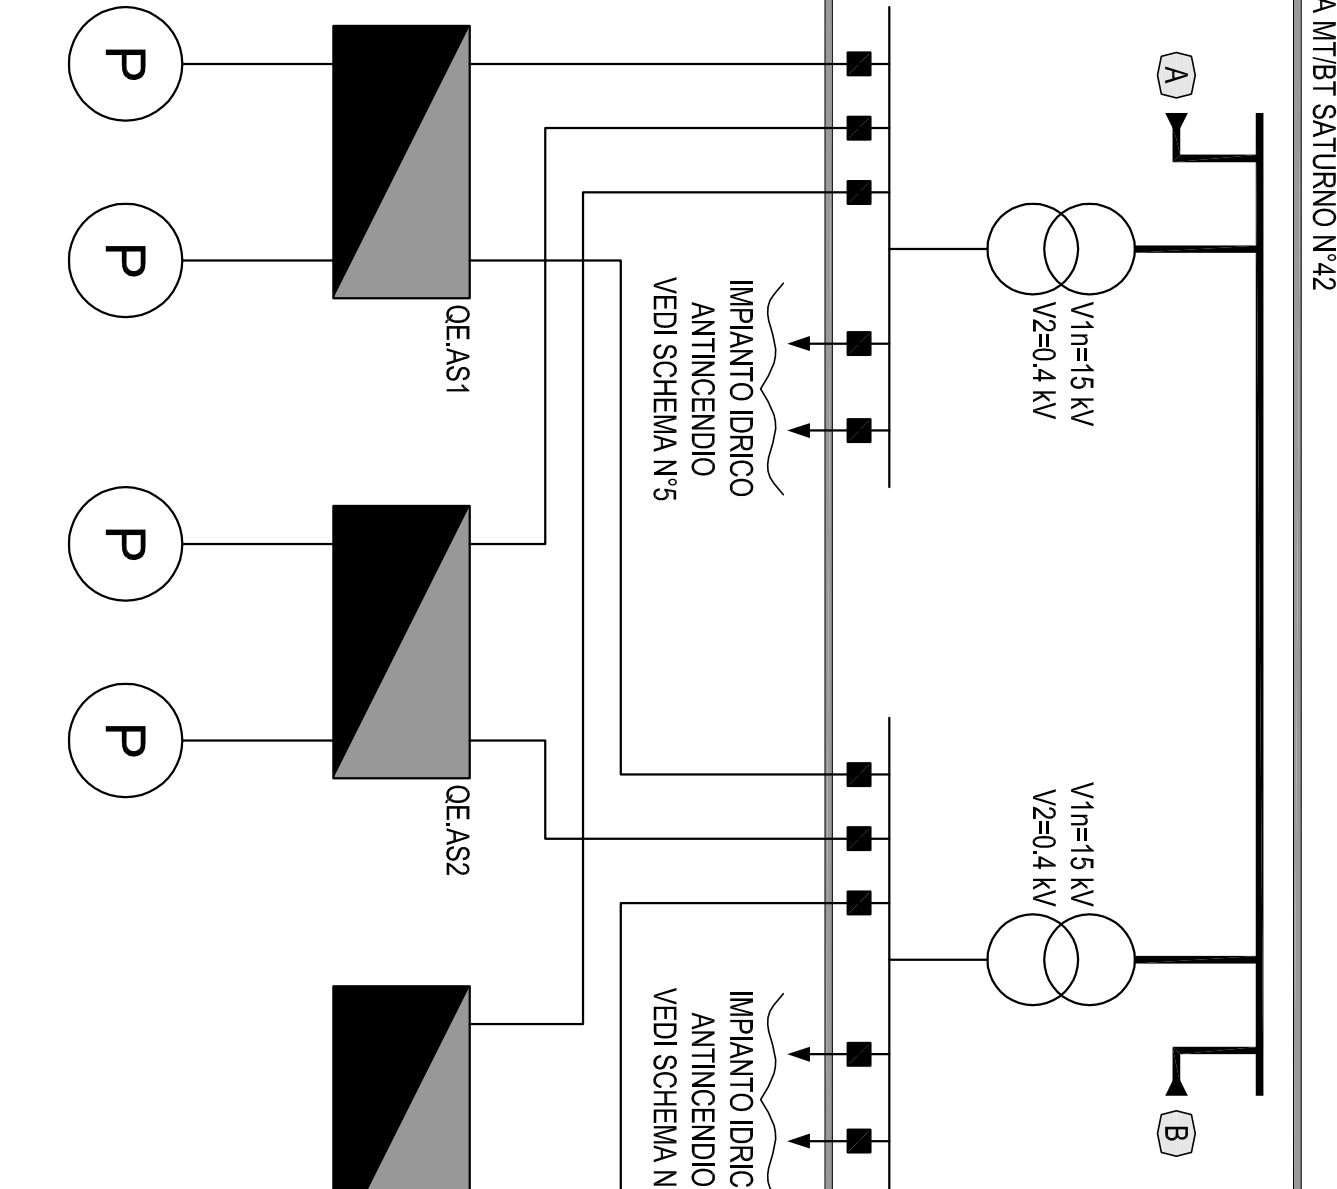 A MT/BT SATURNO N°42
A
V1n=15 kV
V2=0.4 kV
V1n=15 kV
V2=0.4 kV
B
IMPIANTO IDRICO
ANTINCENDIO
VEDI SCHEMA N°5
IMPIANTO IDRIC
ANTINCENDIO
VEDI SCHEMA N
QE.AS1
QE.AS2
P
P
P
P